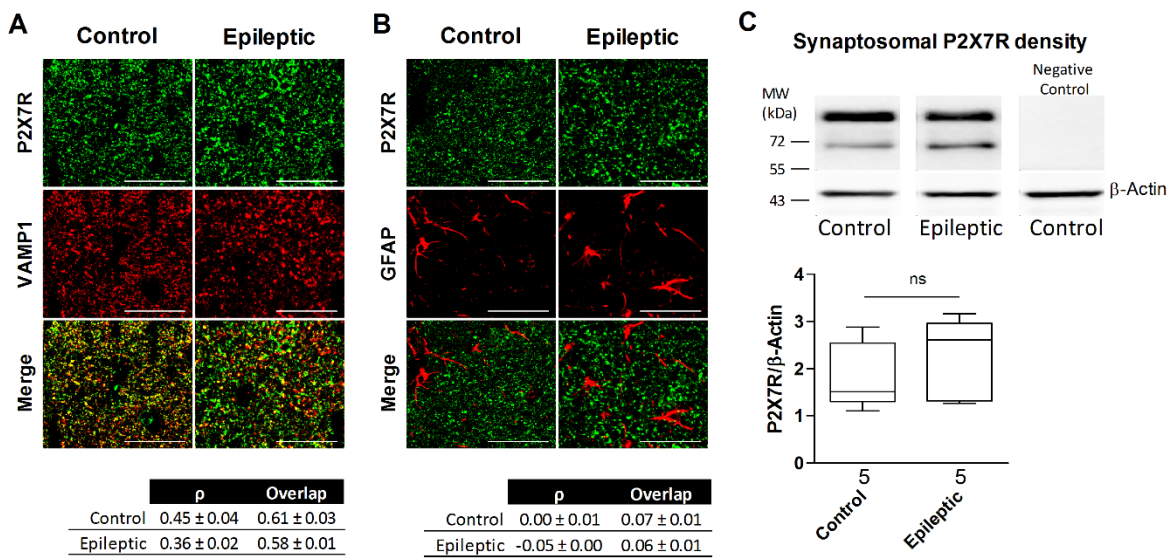 A
Control Epileptic
P2X7R
VAMP1
Merge
ρ Overlap
Control 0.45 ± 0.04 0.61 ± 0.03
Epileptic 0.36 ± 0.02 0.58 ± 0.01
B
Control Epileptic
P2X7R
GFAP
Merge
ρ Overlap
Control 0.00 ± 0.01 0.07 ± 0.01
Epileptic -0.05 ± 0.00 0.06 ± 0.01
C
Synaptosomal P2X7R density
MW
(kDa)
Negative
Control
72
55
43
β-Actin
Control Epileptic Control
P2X7R/β-Actin
4
3
2
1
0
ns
5 5
Control Epileptic